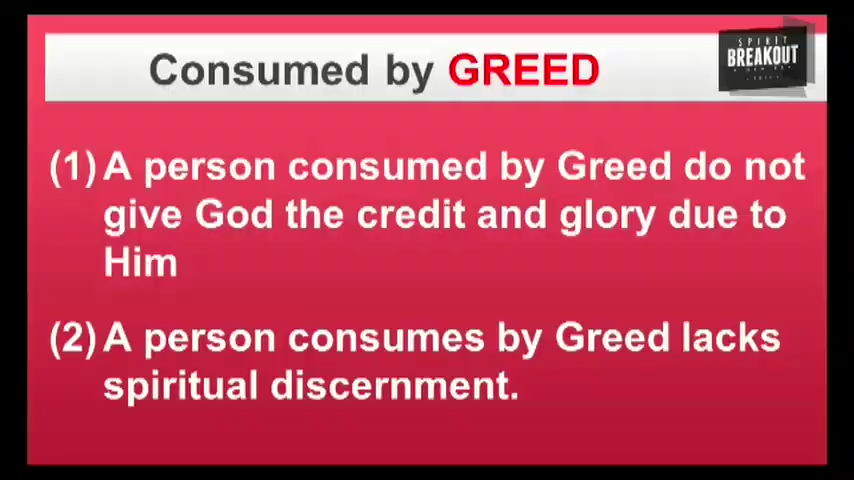 Consumed by GREED
SPIRIT
BREAKOUT
(1) A person consumed by Greed do not
give God the credit and glory due to
Him
(2) A person consumes by Greed lacks
spiritual discernment.